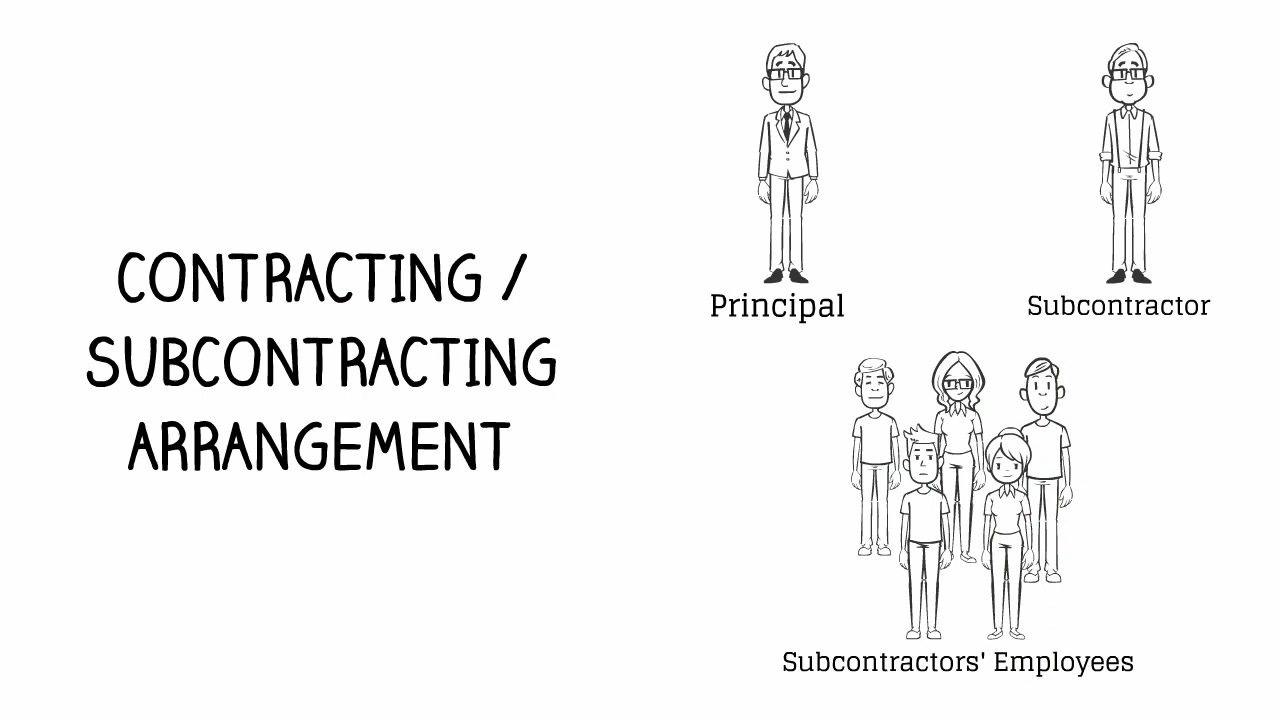 CONTRACTING /
SUBCONTRACTING
ARRANGEMENT
Principal
Subcontractor
Subcontractors' Employees